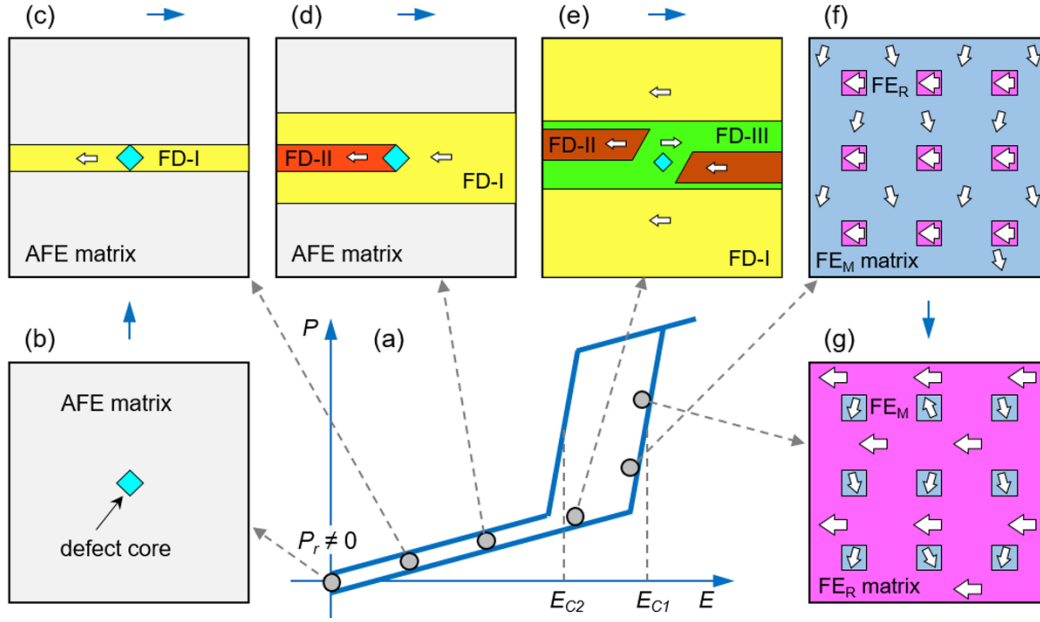 (c)
FD-I
AFE matrix
(d)
FD-II
FD-I
AFE matrix
(e)
FD-II
FD-III
FD-I
(f)
FE_R
FE_M matrix
(b)
AFE matrix
defect core
(a)
P
P_r ≠ 0
E_C2
E_C1
E
(g)
FE_M
FE_R matrix